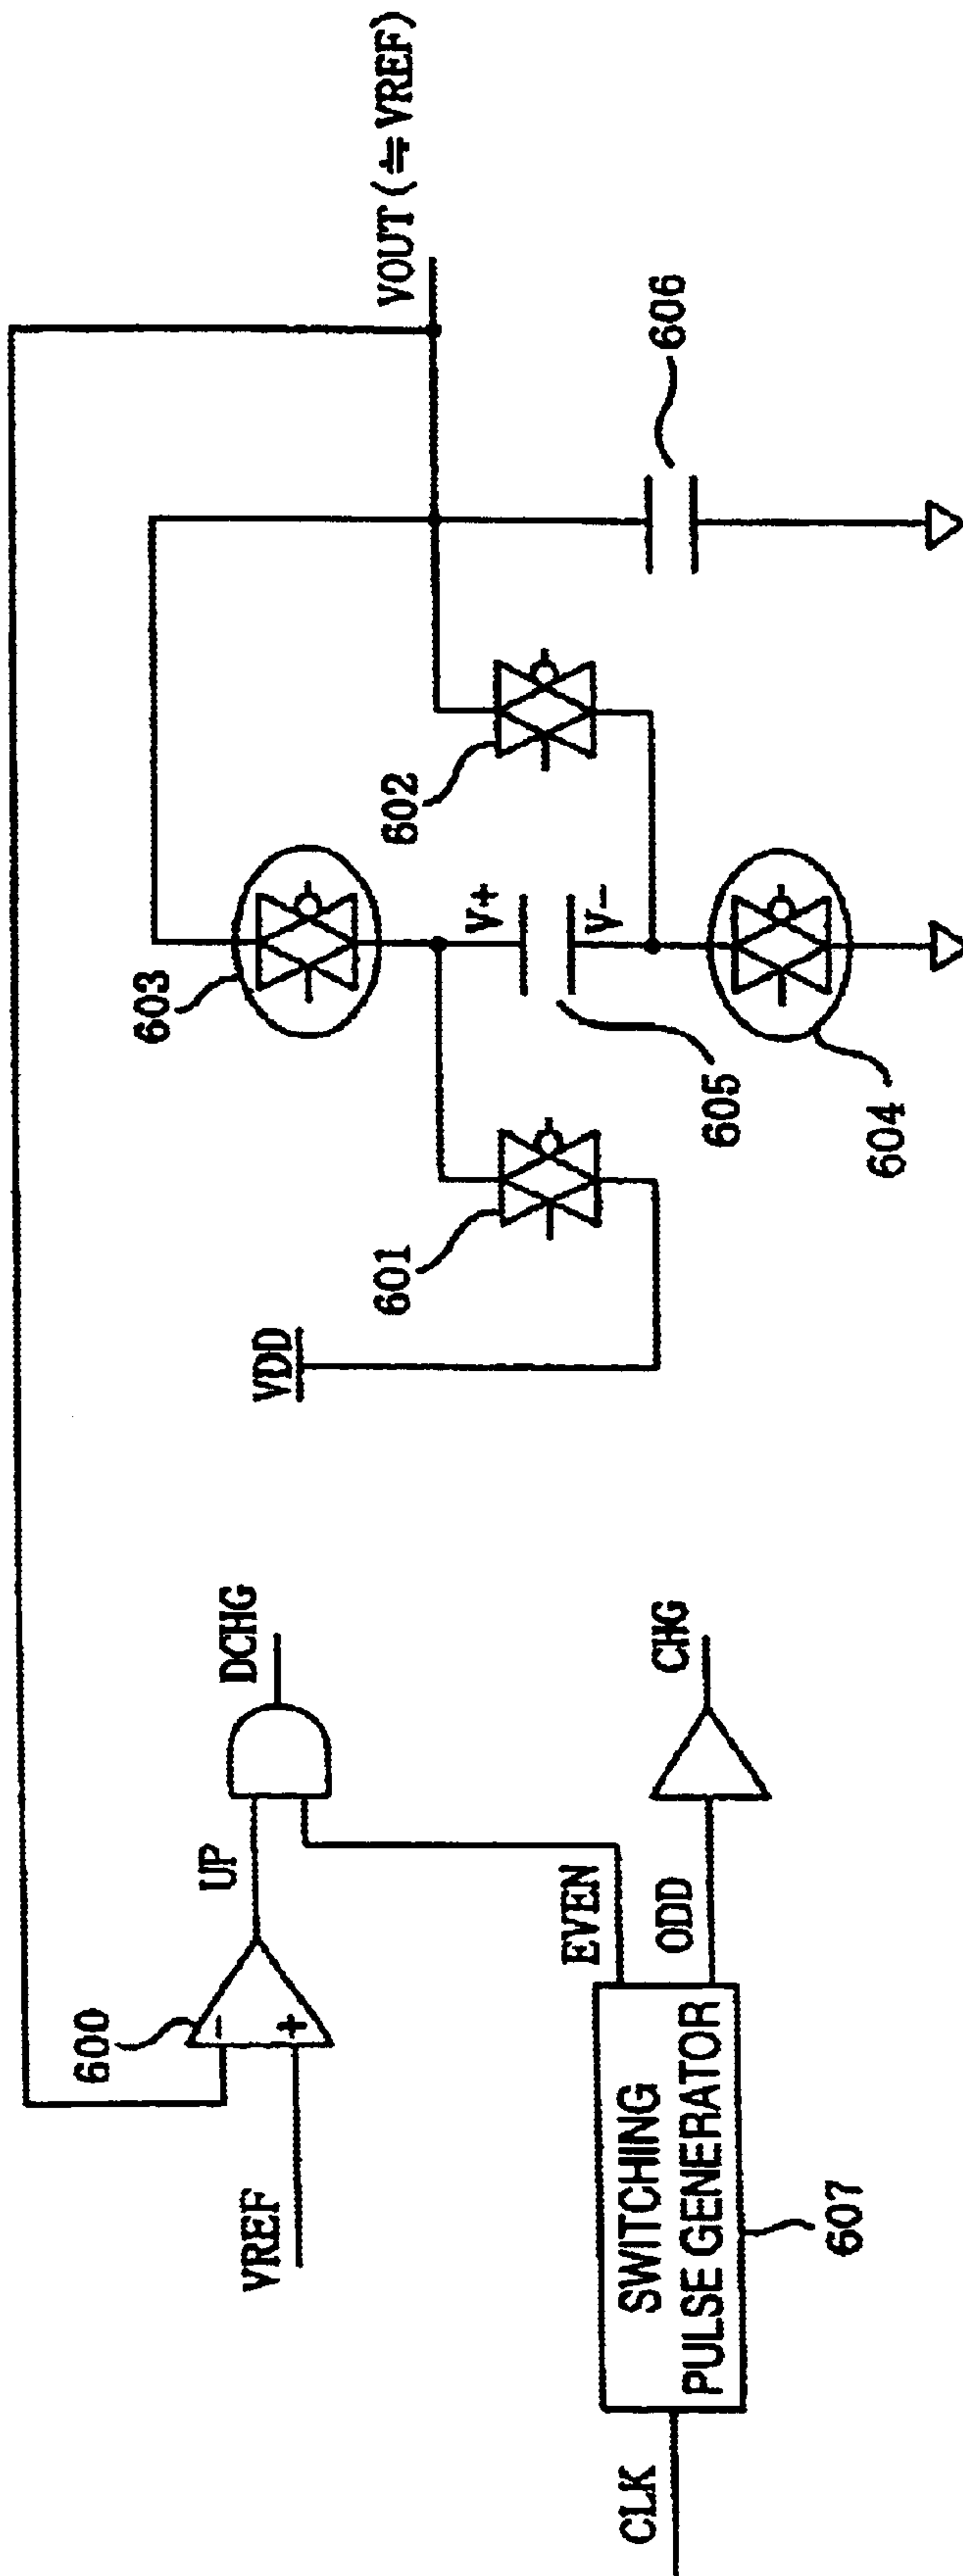 VOUT (≒VREF)
603
V+
V-
602
606
601
605
604
VDD
DCHG
UP
600
VREF
CHG
EVEN
ODD
SWITCHING
PULSE GENERATOR
607
CLK